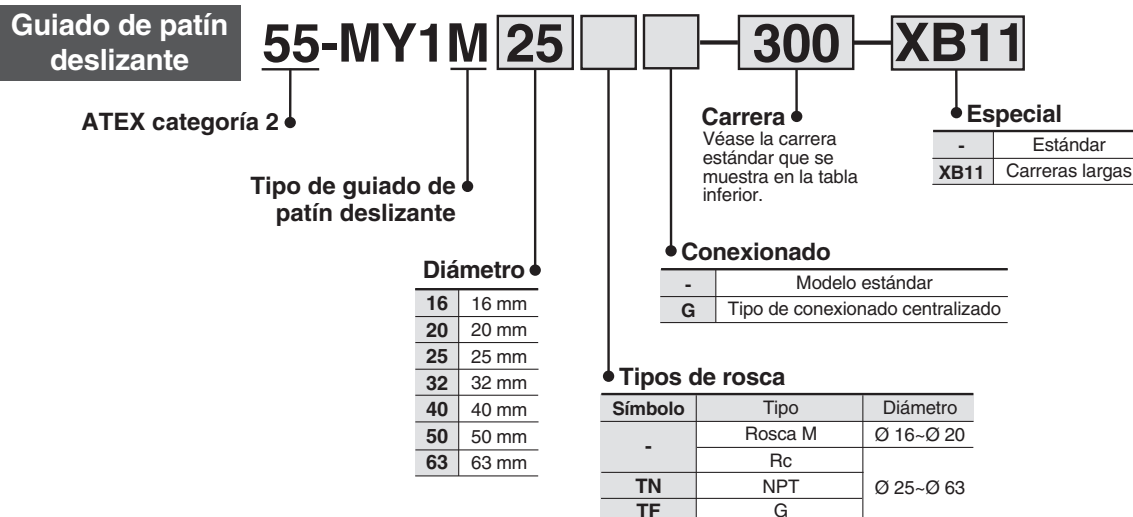 Guiado de patín
deslizante
55-MY1M 25 — 300 — XB11
ATEX categoría 2
Tipo de guiado de
patín deslizante
Diámetro
16 16 mm
20 20 mm
25 25 mm
32 32 mm
40 40 mm
50 50 mm
63 63 mm
Carrera
Véase la carrera
estándar que se
muestra en la tabla
inferior.
Especial
- Estándar
XB11 Carreras largas
Conexionado
- Modelo estándar
G Tipo de conexionado centralizado
Tipos de rosca
Símbolo Tipo Diámetro
- Rosca M Ø 16~Ø 20
Rc
TN NPT Ø 25~Ø 63
TF G